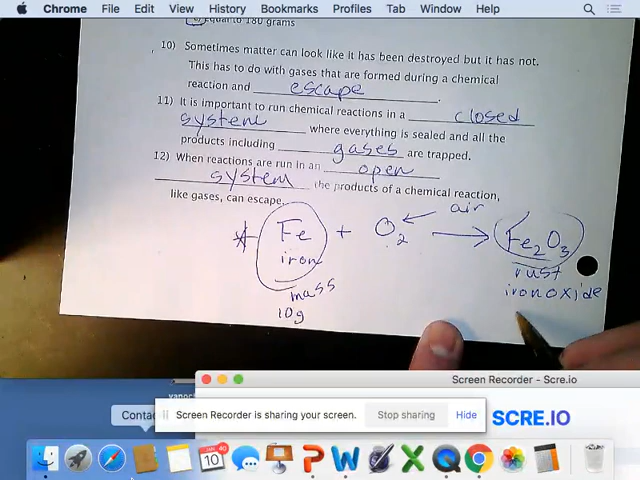 Chrome File Edit View History Bookmarks Profiles Tab Window Help
equal to 180 grams
10) Sometimes matter can look like it has been destroyed but it has not.
This has to do with gases that are formed during a chemical
reaction and escape.
11) It is important to run chemical reactions in a closed
system where everything is sealed and all the
products including gases are trapped.
12) When reactions are run in an open
system the products of a chemical reaction,
like gases, can escape.
air
Fe + O2 → Fe2O3
iron
rust
mass
iron oxide
10g
Screen Recorder - Scre.io
Conta
Screen Recorder is sharing your screen. Stop sharing Hide
SCRE.IO
JAN
10
P W X